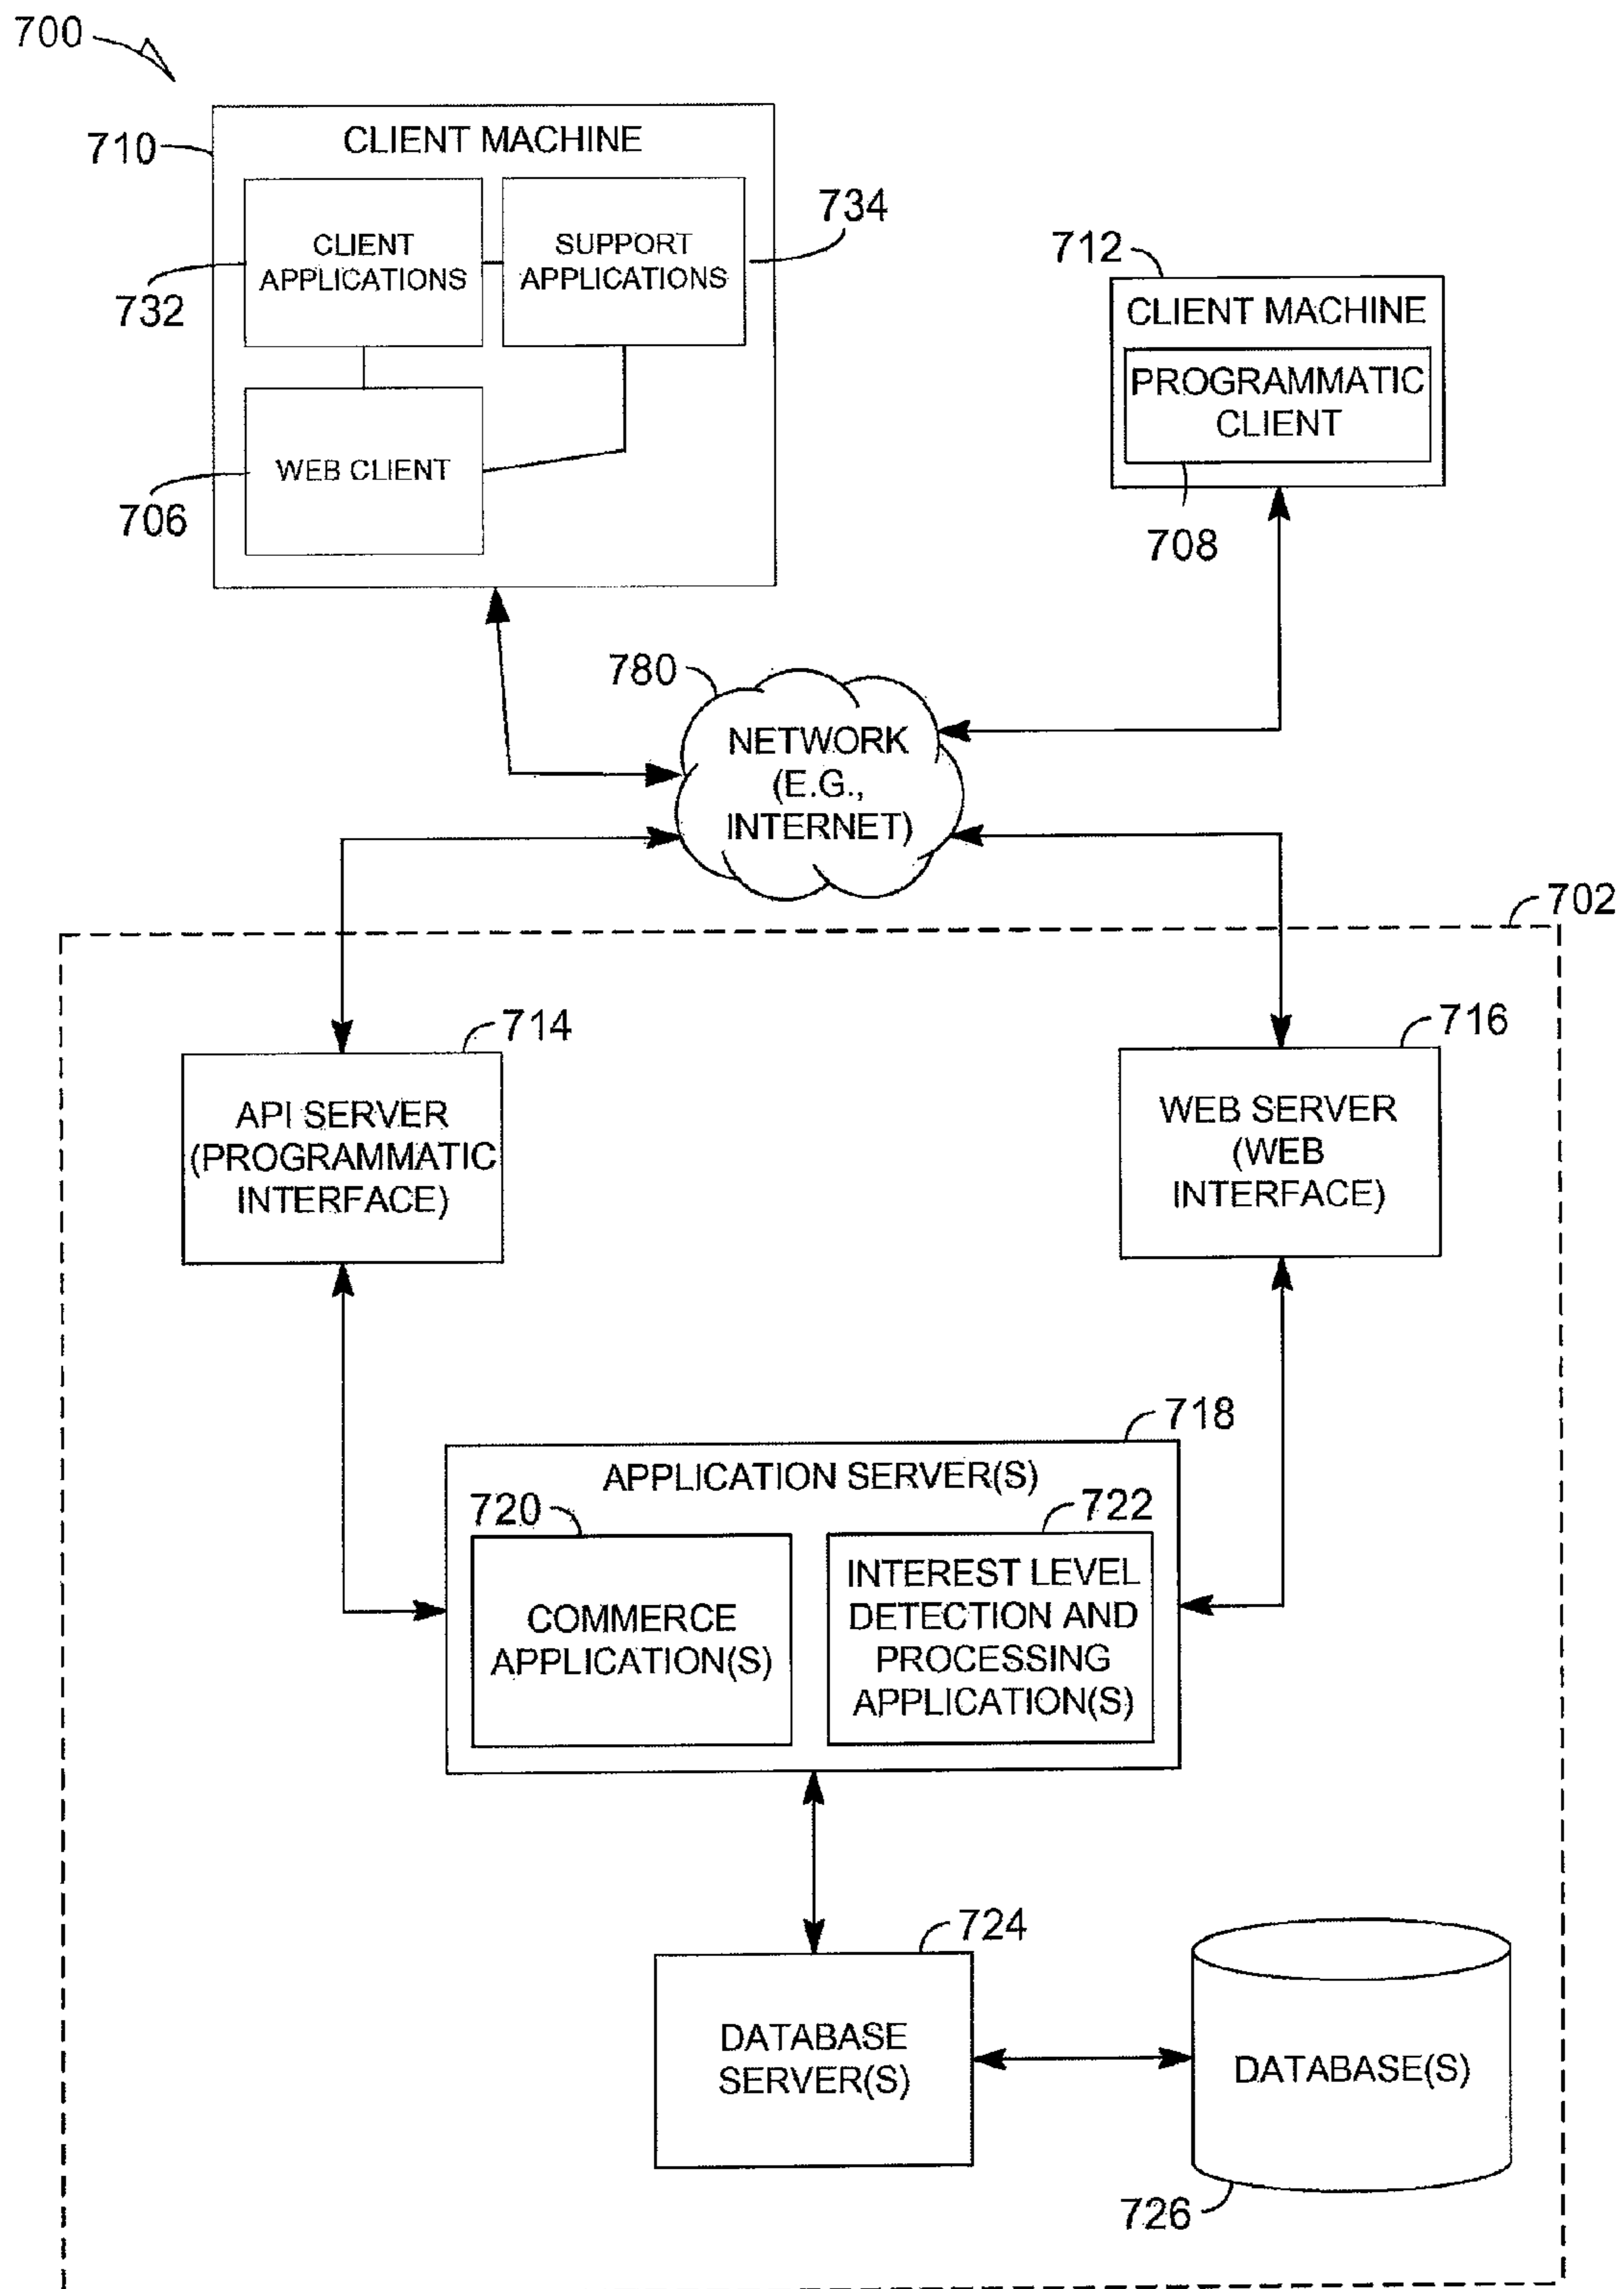 700
710
CLIENT MACHINE
CLIENT
APPLICATIONS
SUPPORT
APPLICATIONS
734
732
WEB CLIENT
706
712
CLIENT MACHINE
PROGRAMMATIC
CLIENT
708
780
NETWORK
(E.G.,
INTERNET)
702
714
API SERVER
(PROGRAMMATIC
INTERFACE)
716
WEB SERVER
(WEB
INTERFACE)
718
APPLICATION SERVER(S)
720
COMMERCE
APPLICATION(S)
722
INTEREST LEVEL
DETECTION AND
PROCESSING
APPLICATION(S)
724
DATABASE
SERVER(S)
DATABASE(S)
726